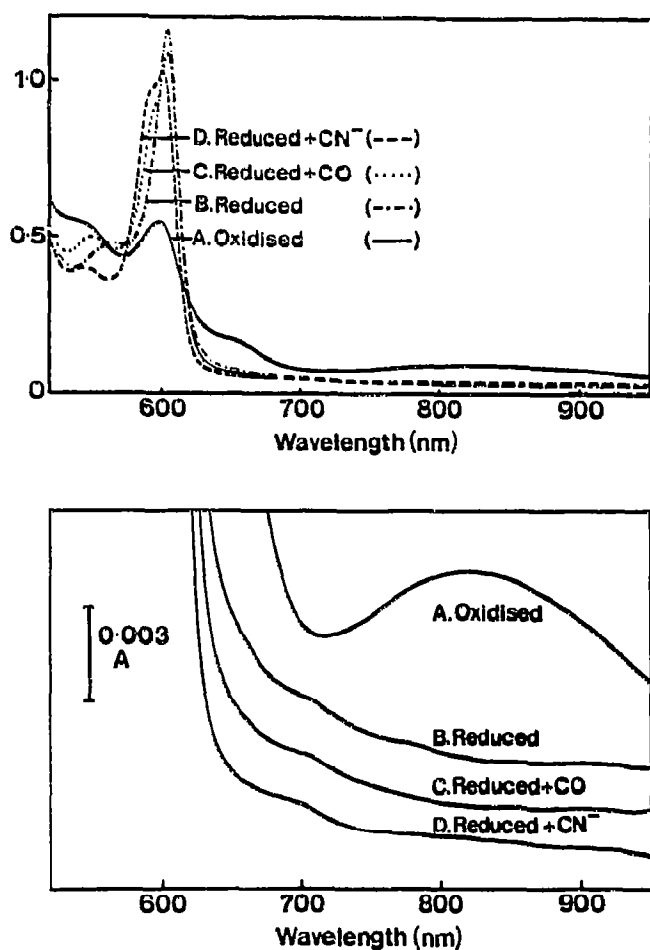 1·0
D. Reduced + CN⁻ (---)
C. Reduced + CO (······)
B. Reduced (-·-·-)
0·5
A. Oxidised (—)
0
600 700 800 900
Wavelength (nm)
A. Oxidised
0·003
A
B. Reduced
C. Reduced+CO
D. Reduced + CN⁻
600 700 800 900
Wavelength (nm)